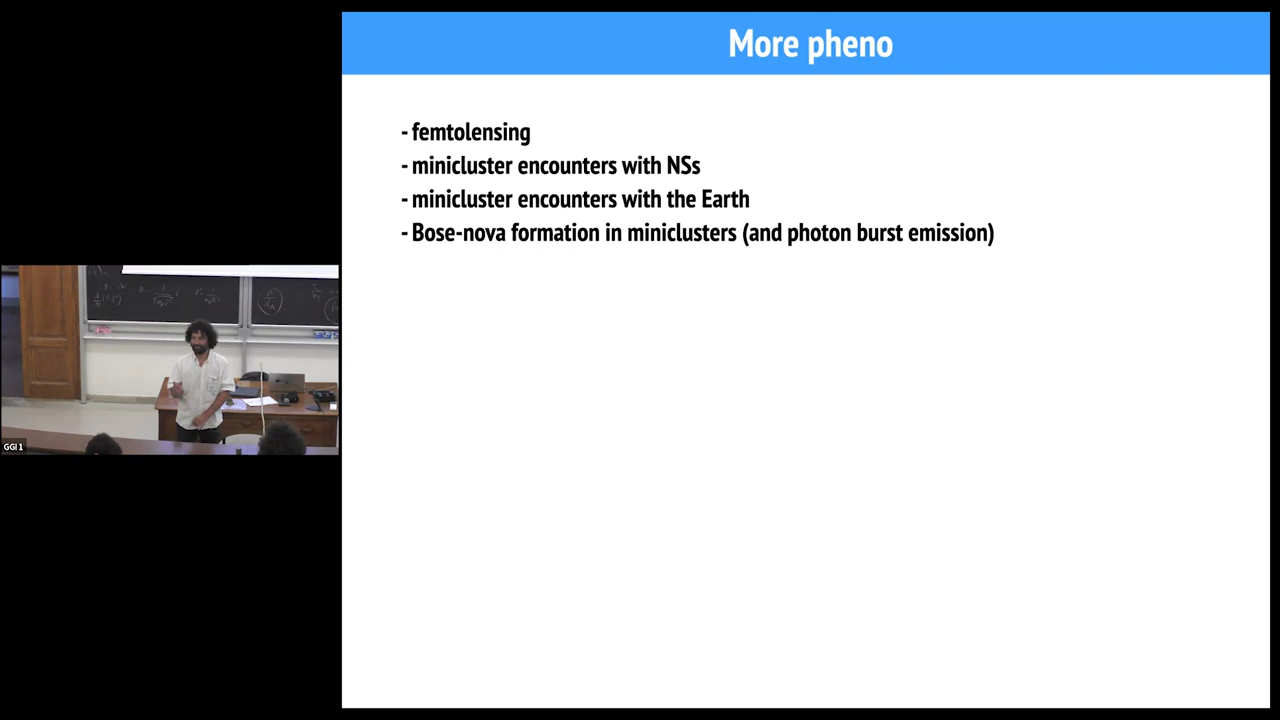 More pheno
- femtolensing
- minicluster encounters with NSs
- minicluster encounters with the Earth
- Bose-nova formation in miniclusters (and photon burst emission)
GGI 1